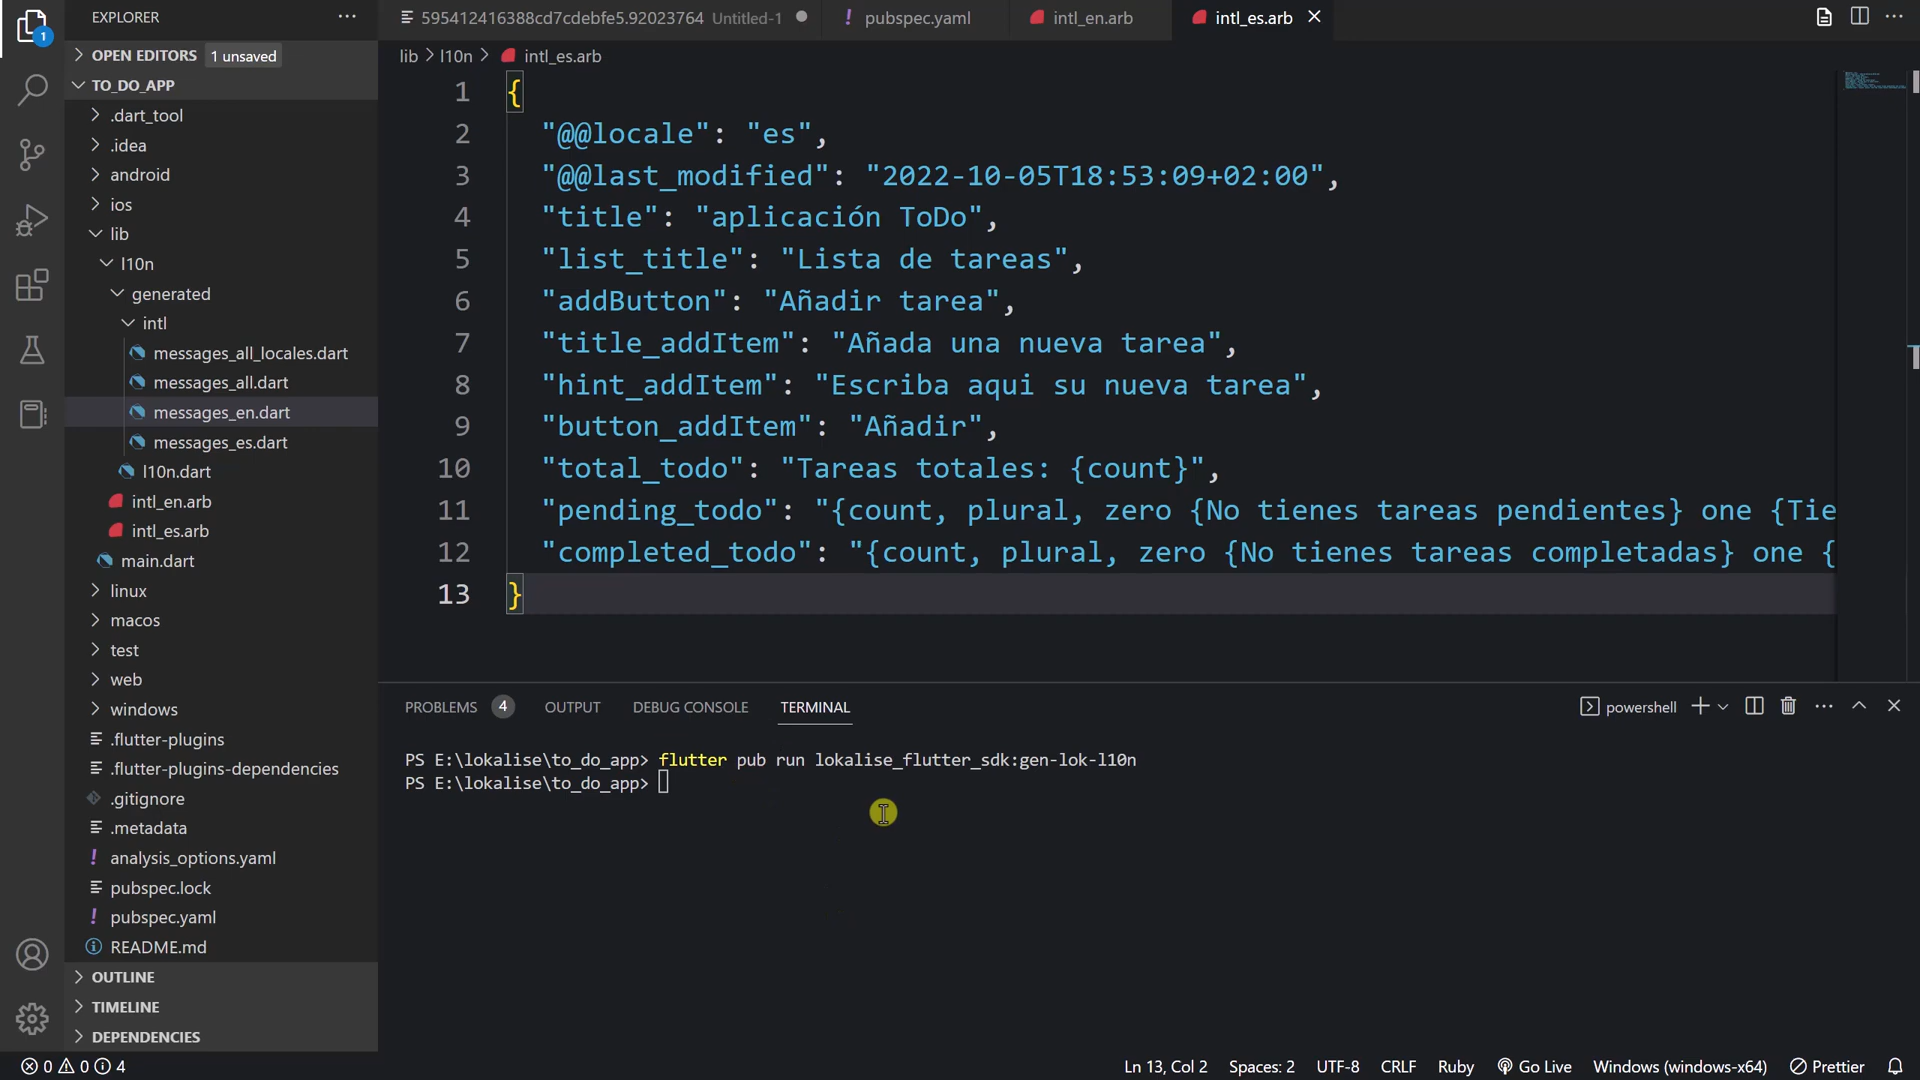 EXPLORER
OPEN EDITORS 1 unsaved
TO_DO_APP
.dart_tool
.idea
android
ios
lib
l10n
generated
intl
messages_all_locales.dart
messages_all.dart
messages_en.dart
messages_es.dart
l10n.dart
intl_en.arb
intl_es.arb
main.dart
linux
macos
test
web
windows
.flutter-plugins
.flutter-plugins-dependencies
.gitignore
.metadata
analysis_options.yaml
pubspec.lock
pubspec.yaml
README.md
OUTLINE
TIMELINE
DEPENDENCIES
595412416388cd7cdebfe5.92023764 Untitled-1
pubspec.yaml
intl_en.arb
intl_es.arb
lib > l10n > intl_es.arb
1 {
2 "@@locale": "es",
3 "@@last_modified": "2022-10-05T18:53:09+02:00",
4 "title": "aplicación ToDo",
5 "list_title": "Lista de tareas",
6 "addButton": "Añadir tarea",
7 "title_addItem": "Añada una nueva tarea",
8 "hint_addItem": "Escriba aqui su nueva tarea",
9 "button_addItem": "Añadir",
10 "total_todo": "Tareas totales: {count}",
11 "pending_todo": "{count, plural, zero {No tienes tareas pendientes} one {Tie
12 "completed_todo": "{count, plural, zero {No tienes tareas completadas} one {
13 }
PROBLEMS 4 OUTPUT DEBUG CONSOLE TERMINAL
powershell
PS E:\lokalise\to_do_app> flutter pub run lokalise_flutter_sdk:gen-lok-l10n
PS E:\lokalise\to_do_app>
1
0 0 4
Ln 13, Col 2 Spaces: 2 UTF-8 CRLF Ruby Go Live Windows (windows-x64) Prettier